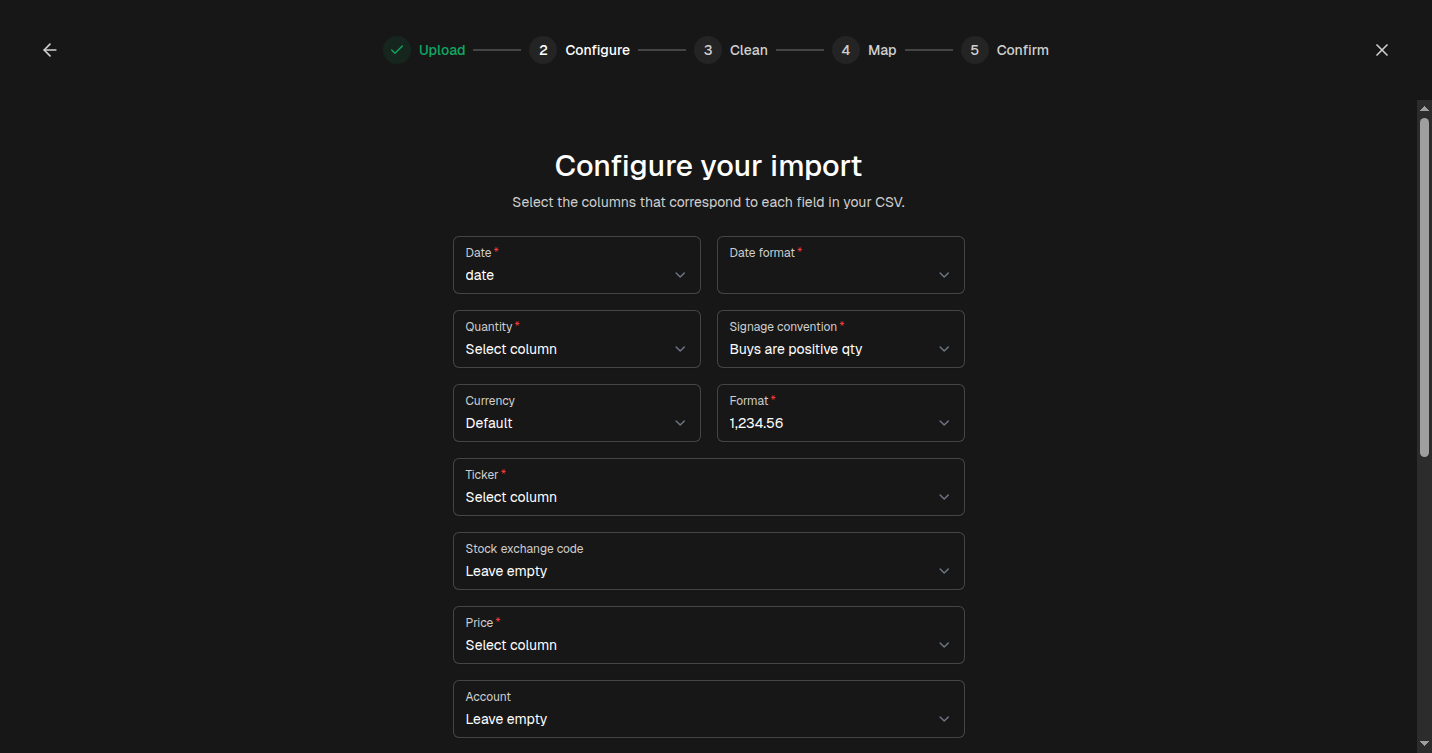 Upload 2 Configure 3 Clean 4 Map 5 Confirm
Configure your import
Select the columns that correspond to each field in your CSV.
Date * Date format *
date
Quantity * Signage convention *
Select column Buys are positive qty
Currency Format *
Default 1,234.56
Ticker *
Select column
Stock exchange code
Leave empty
Price *
Select column
Account
Leave empty